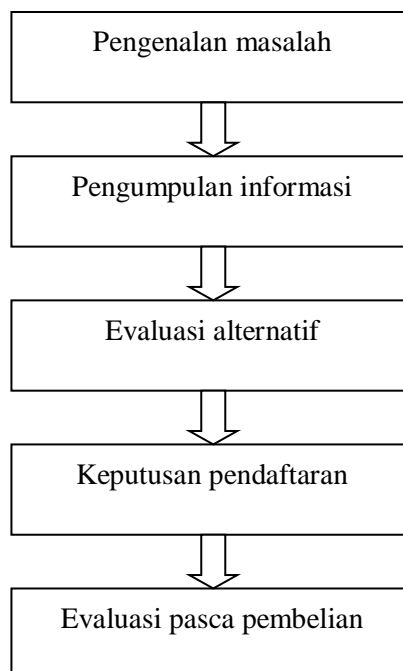 Pengenalan masalah
Pengumpulan informasi
Evaluasi alternatif
Keputusan pendaftaran
Evaluasi pasca pembelian